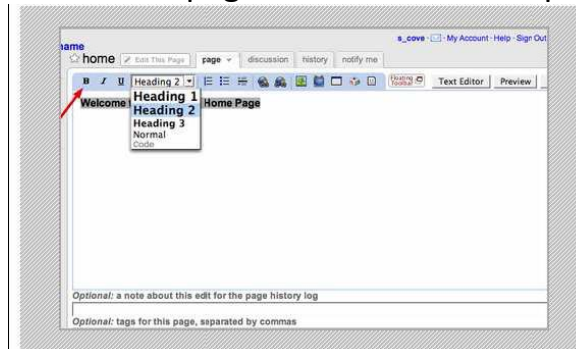 s_cove · My Account · Help · Sign Out
ame
home Edit This Page page discussion history notify me
B I U Heading 2 Floating Toolbar Text Editor Preview
Heading 1
Welcome Home Page
Heading 2
Heading 3
Normal
Code
Optional: a note about this edit for the page history log
Optional: tags for this page, separated by commas